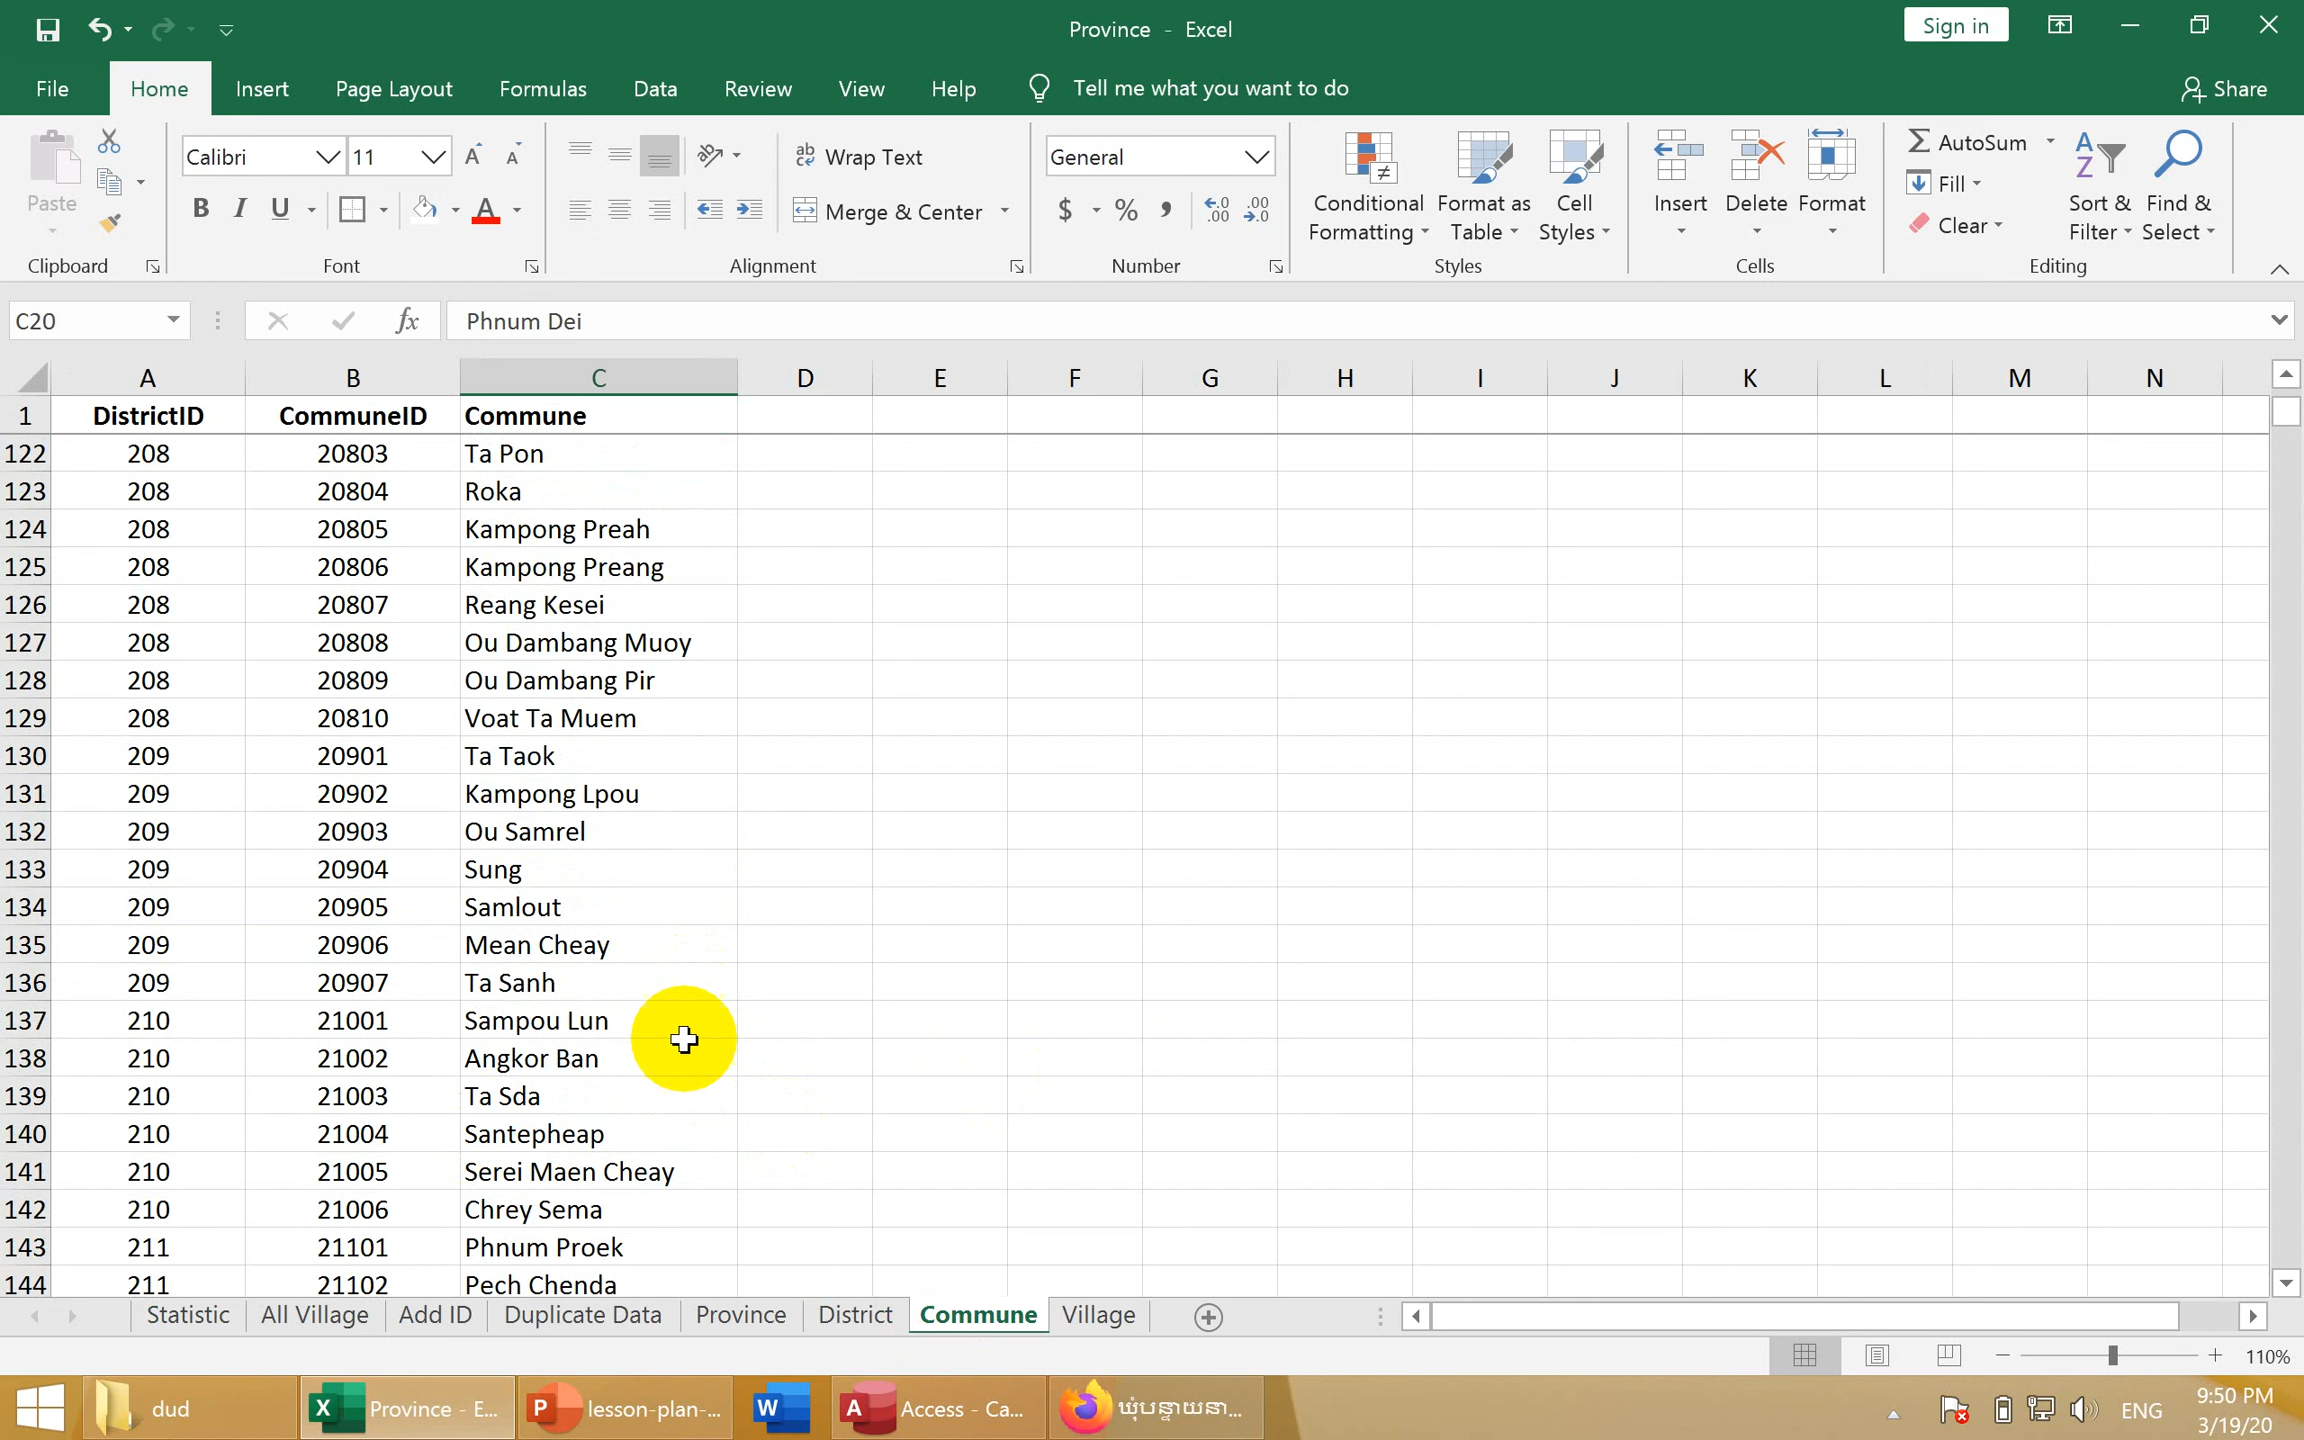 Province - Excel
Sign in
File Home Insert Page Layout Formulas Data Review View Help Tell me what you want to do Share
Paste
Clipboard
Calibri 11
B I U
Font
Wrap Text
Merge & Center
Alignment
General
$ % ,
Number
Conditional Formatting
Format as Table
Cell Styles
Styles
Insert Delete Format
Cells
AutoSum
Fill
Clear
Sort & Filter
Find & Select
Editing
C20 fx Phnum Dei
A B C D E F G H I J K L M N
1 DistrictID CommuneID Commune
122 208 20803 Ta Pon
123 208 20804 Roka
124 208 20805 Kampong Preah
125 208 20806 Kampong Preang
126 208 20807 Reang Kesei
127 208 20808 Ou Dambang Muoy
128 208 20809 Ou Dambang Pir
129 208 20810 Voat Ta Muem
130 209 20901 Ta Taok
131 209 20902 Kampong Lpou
132 209 20903 Ou Samrel
133 209 20904 Sung
134 209 20905 Samlout
135 209 20906 Mean Cheay
136 209 20907 Ta Sanh
137 210 21001 Sampou Lun
138 210 21002 Angkor Ban
139 210 21003 Ta Sda
140 210 21004 Santepheap
141 210 21005 Serei Maen Cheay
142 210 21006 Chrey Sema
143 211 21101 Phnum Proek
144 211 21102 Pech Chenda
Statistic All Village Add ID Duplicate Data Province District Commune Village
110%
dud Province - E... lesson-plan-... Access - Ca... ឃុំបន្ទាយនា...
ENG
9:50 PM
3/19/20